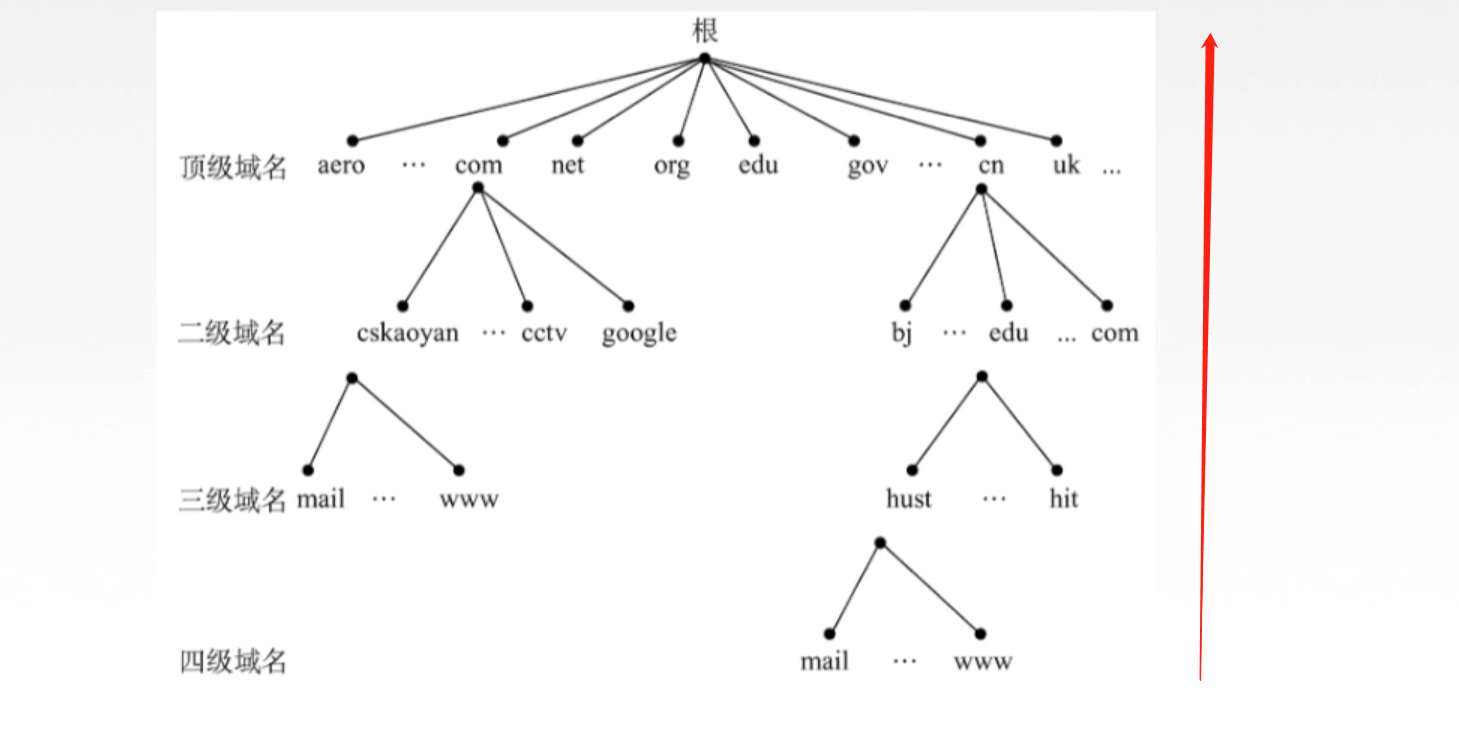 根
顶级域名 aero … com net org edu gov … cn uk ...
二级域名 cskaoyan … cctv google bj … edu ... com
三级域名 mail … www hust … hit
四级域名 mail … www